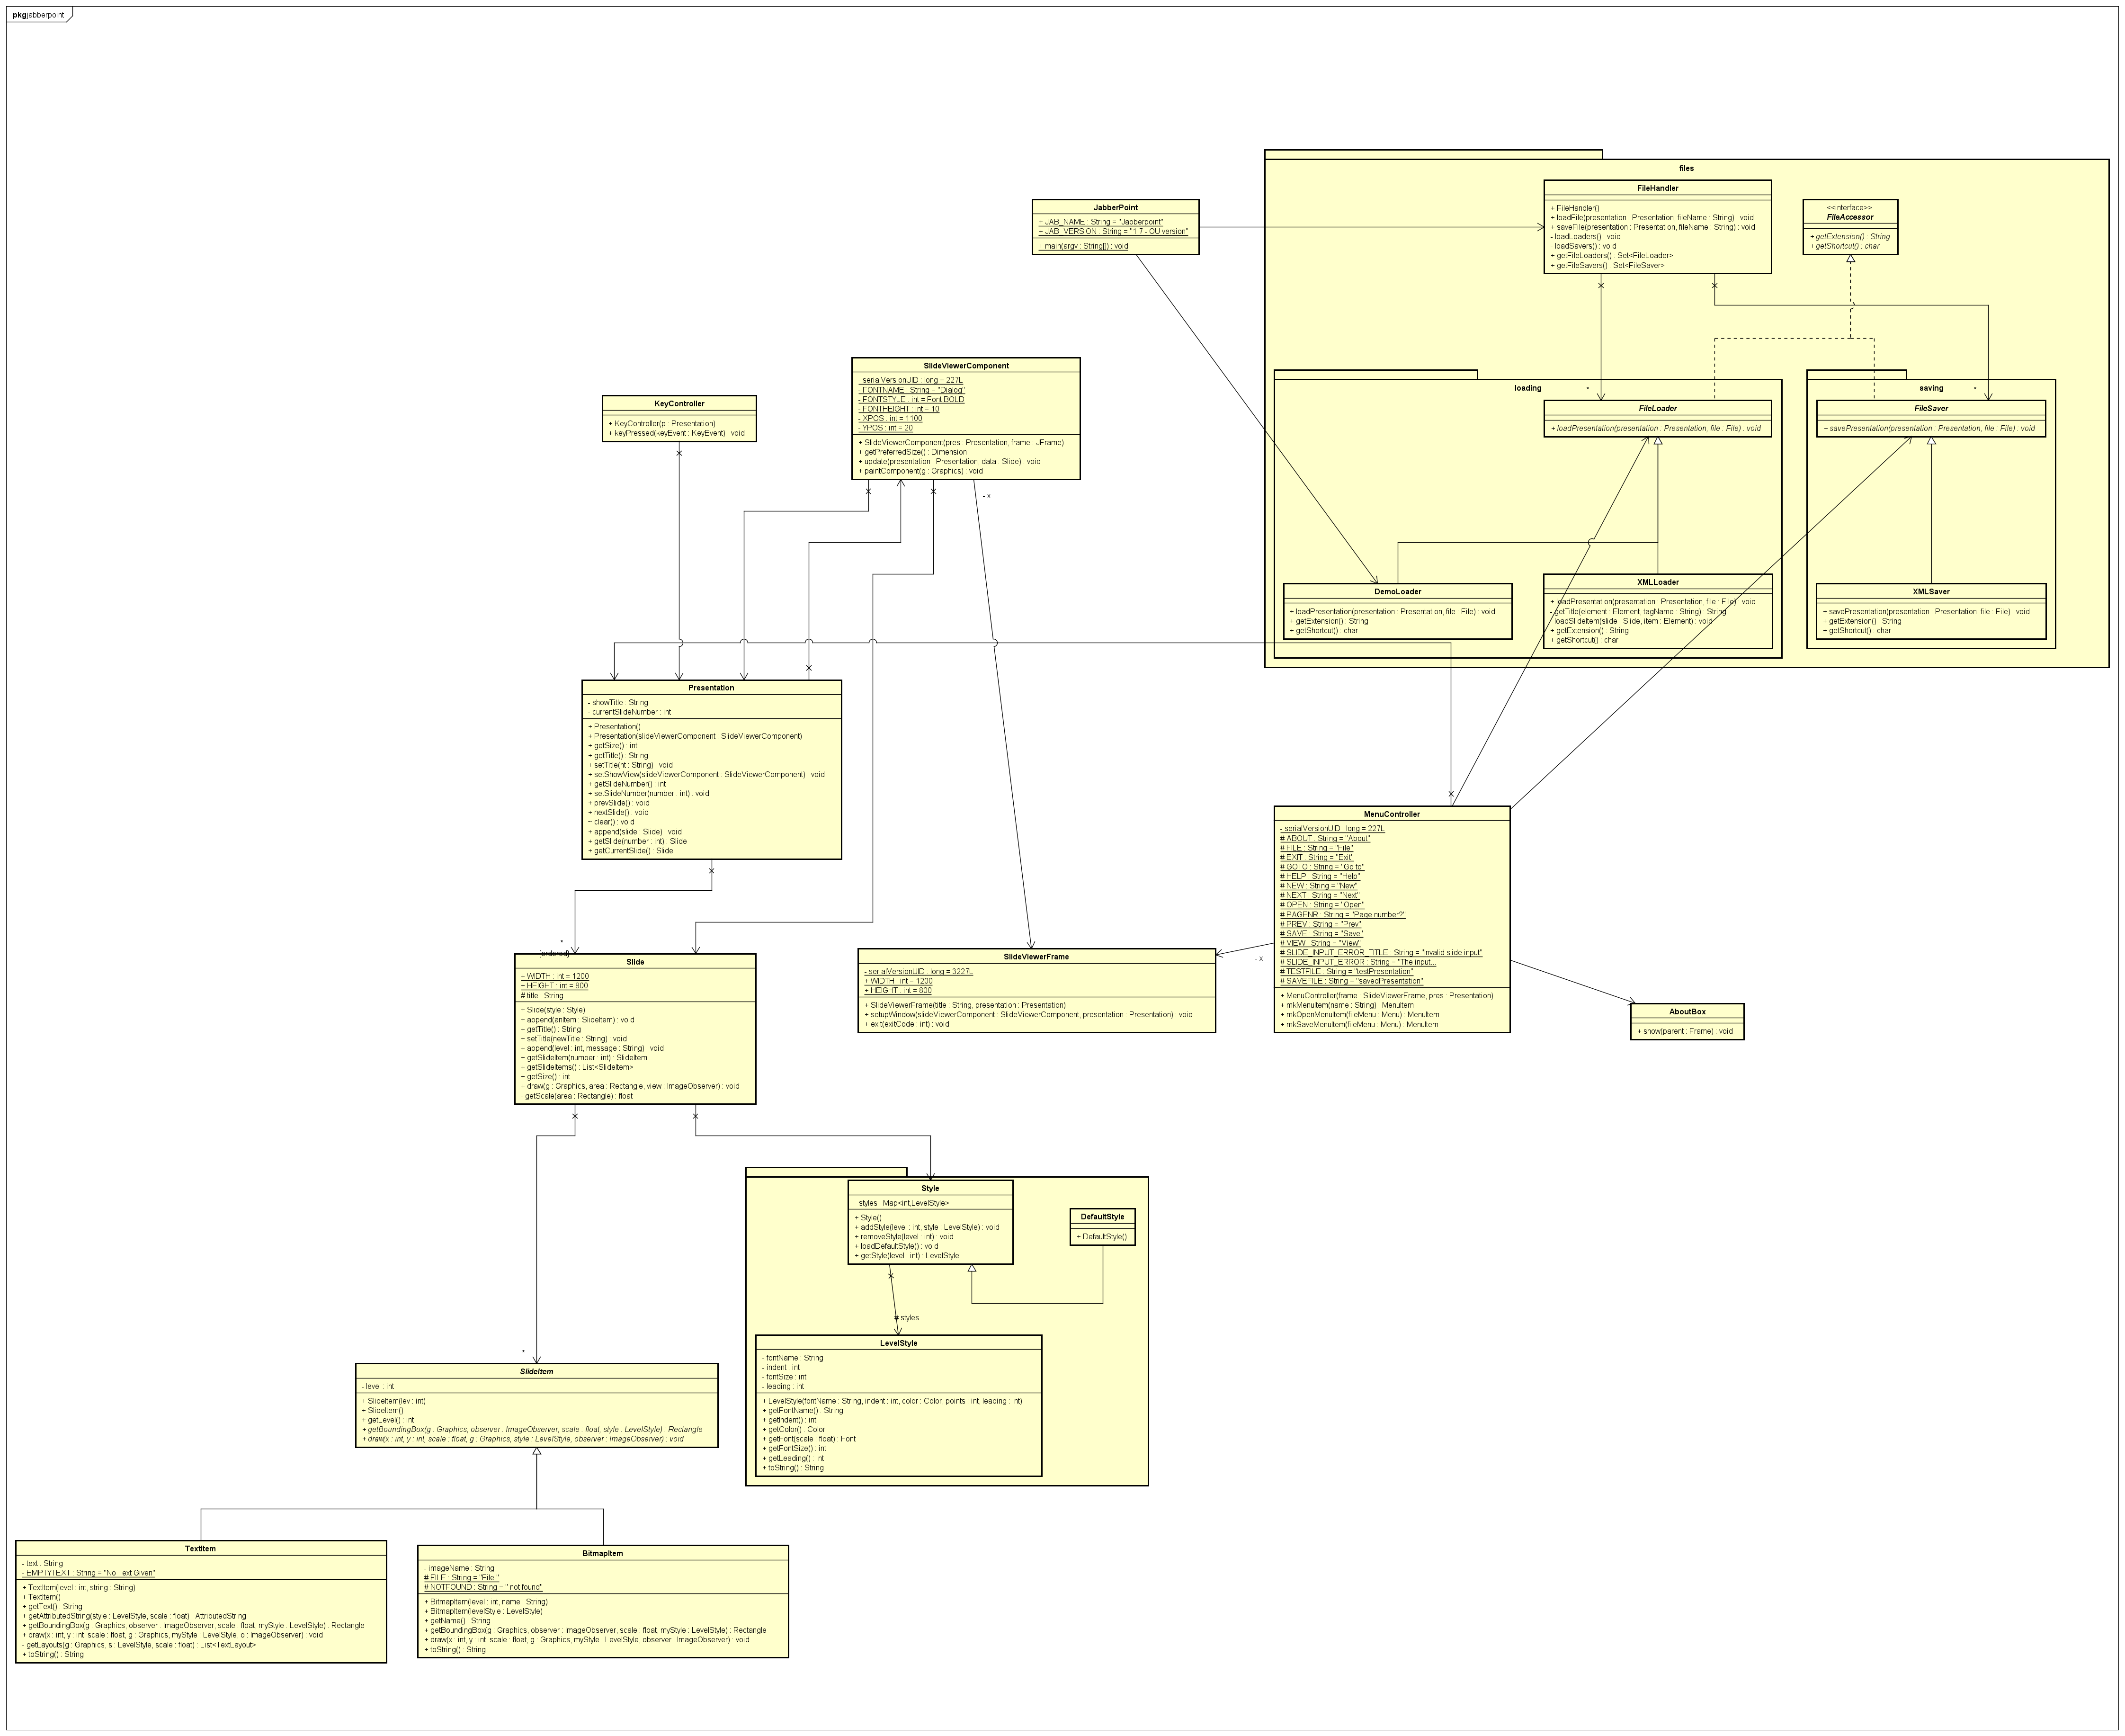 pkg jabberpoint
files
FileHandler
+ FileHandler()
+ loadFile(presentation : Presentation, fileName : String) : void
+ saveFile(presentation : Presentation, fileName : String) : void
- loadLoaders() : void
- loadSavers() : void
+ getFileLoaders() : Set<FileLoader>
+ getFileSavers() : Set<FileSaver>
<<interface>>
FileAccessor
+ getExtension() : String
+ getShortcut() : char
JabberPoint
+ JAB_NAME : String = "Jabberpoint"
+ JAB_VERSION : String = "1.7 - OU version"
+ main(argv : String[]) : void
SlideViewerComponent
- serialVersionUID : long = 227L
- FONTNAME : String = "Dialog"
- FONTSTYLE : int = Font.BOLD
- FONTHEIGHT : int = 10
- XPOS : int = 1100
- YPOS : int = 20
+ SlideViewerComponent(pres : Presentation, frame : JFrame)
+ getPreferredSize() : Dimension
+ update(presentation : Presentation, data : Slide) : void
+ paintComponent(g : Graphics) : void
- x
KeyController
+ KeyController(p : Presentation)
+ keyPressed(keyEvent : KeyEvent) : void
loading
*
FileLoader
+ loadPresentation(presentation : Presentation, file : File) : void
saving
*
FileSaver
+ savePresentation(presentation : Presentation, file : File) : void
DemoLoader
+ loadPresentation(presentation : Presentation, file : File) : void
+ getExtension() : String
+ getShortcut() : char
XMLLoader
+ loadPresentation(presentation : Presentation, file : File) : void
- getTitle(element : Element, tagName : String) : String
- loadSlideItem(slide : Slide, item : Element) : void
+ getExtension() : String
+ getShortcut() : char
XMLSaver
+ savePresentation(presentation : Presentation, file : File) : void
+ getExtension() : String
+ getShortcut() : char
Presentation
- showTitle : String
- currentSlideNumber : int
+ Presentation()
+ Presentation(slideViewerComponent : SlideViewerComponent)
+ getSize() : int
+ getTitle() : String
+ setTitle(nt : String) : void
+ setShowView(slideViewerComponent : SlideViewerComponent) : void
+ getSlideNumber() : int
+ setSlideNumber(number : int) : void
+ prevSlide() : void
+ nextSlide() : void
~ clear() : void
+ append(slide : Slide) : void
+ getSlide(number : int) : Slide
+ getCurrentSlide() : Slide
MenuController
- serialVersionUID : long = 227L
# ABOUT : String = "About"
# FILE : String = "File"
# EXIT : String = "Exit"
# GOTO : String = "Go to"
# HELP : String = "Help"
# NEW : String = "New"
# NEXT : String = "Next"
# OPEN : String = "Open"
# PAGENR : String = "Page number?"
# PREV : String = "Prev"
# SAVE : String = "Save"
# VIEW : String = "View"
# SLIDE_INPUT_ERROR_TITLE : String = "Invalid slide input"
# SLIDE_INPUT_ERROR : String = "The input...
# TESTFILE : String = "testPresentation"
# SAVEFILE : String = "savedPresentation"
+ MenuController(frame : SlideViewerFrame, pres : Presentation)
+ mkMenuItem(name : String) : MenuItem
+ mkOpenMenuItem(fileMenu : Menu) : MenuItem
+ mkSaveMenuItem(fileMenu : Menu) : MenuItem
*
{ordered}
Slide
+ WIDTH : int = 1200
+ HEIGHT : int = 800
# title : String
+ Slide(style : Style)
+ append(anItem : SlideItem) : void
+ getTitle() : String
+ setTitle(newTitle : String) : void
+ append(level : int, message : String) : void
+ getSlideItem(number : int) : SlideItem
+ getSlideItems() : List<SlideItem>
+ getSize() : int
+ draw(g : Graphics, area : Rectangle, view : ImageObserver) : void
- getScale(area : Rectangle) : float
SlideViewerFrame
- serialVersionUID : long = 3227L
+ WIDTH : int = 1200
+ HEIGHT : int = 800
+ SlideViewerFrame(title : String, presentation : Presentation)
+ setupWindow(slideViewerComponent : SlideViewerComponent, presentation : Presentation) : void
+ exit(exitCode : int) : void
- x
AboutBox
+ show(parent : Frame) : void
Style
- styles : Map<int,LevelStyle>
+ Style()
+ addStyle(level : int, style : LevelStyle) : void
+ removeStyle(level : int) : void
+ loadDefaultStyle() : void
+ getStyle(level : int) : LevelStyle
DefaultStyle
+ DefaultStyle()
# styles
LevelStyle
- fontName : String
- indent : int
- fontSize : int
- leading : int
+ LevelStyle(fontName : String, indent : int, color : Color, points : int, leading : int)
+ getFontName() : String
+ getIndent() : int
+ getColor() : Color
+ getFont(scale : float) : Font
+ getFontSize() : int
+ getLeading() : int
+ toString() : String
*
SlideItem
- level : int
+ SlideItem(lev : int)
+ SlideItem()
+ getLevel() : int
+ getBoundingBox(g : Graphics, observer : ImageObserver, scale : float, style : LevelStyle) : Rectangle
+ draw(x : int, y : int, scale : float, g : Graphics, style : LevelStyle, observer : ImageObserver) : void
TextItem
- text : String
- EMPTYTEXT : String = "No Text Given"
+ TextItem(level : int, string : String)
+ TextItem()
+ getText() : String
+ getAttributedString(style : LevelStyle, scale : float) : AttributedString
+ getBoundingBox(g : Graphics, observer : ImageObserver, scale : float, myStyle : LevelStyle) : Rectangle
+ draw(x : int, y : int, scale : float, g : Graphics, myStyle : LevelStyle, o : ImageObserver) : void
- getLayouts(g : Graphics, s : LevelStyle, scale : float) : List<TextLayout>
+ toString() : String
BitmapItem
- imageName : String
# FILE : String = "File "
# NOTFOUND : String = " not found"
+ BitmapItem(level : int, name : String)
+ BitmapItem(levelStyle : LevelStyle)
+ getName() : String
+ getBoundingBox(g : Graphics, observer : ImageObserver, scale : float, myStyle : LevelStyle) : Rectangle
+ draw(x : int, y : int, scale : float, g : Graphics, myStyle : LevelStyle, observer : ImageObserver) : void
+ toString() : String